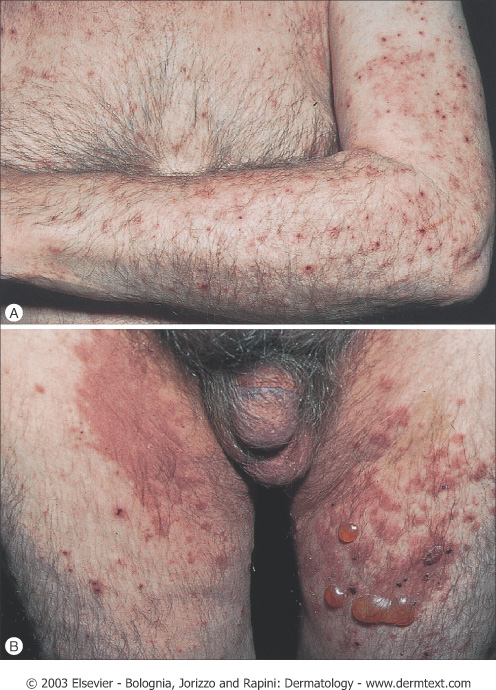 A
B
© 2003 Elsevier - Bolognia, Jorizzo and Rapini: Dermatology - www.dermtext.com